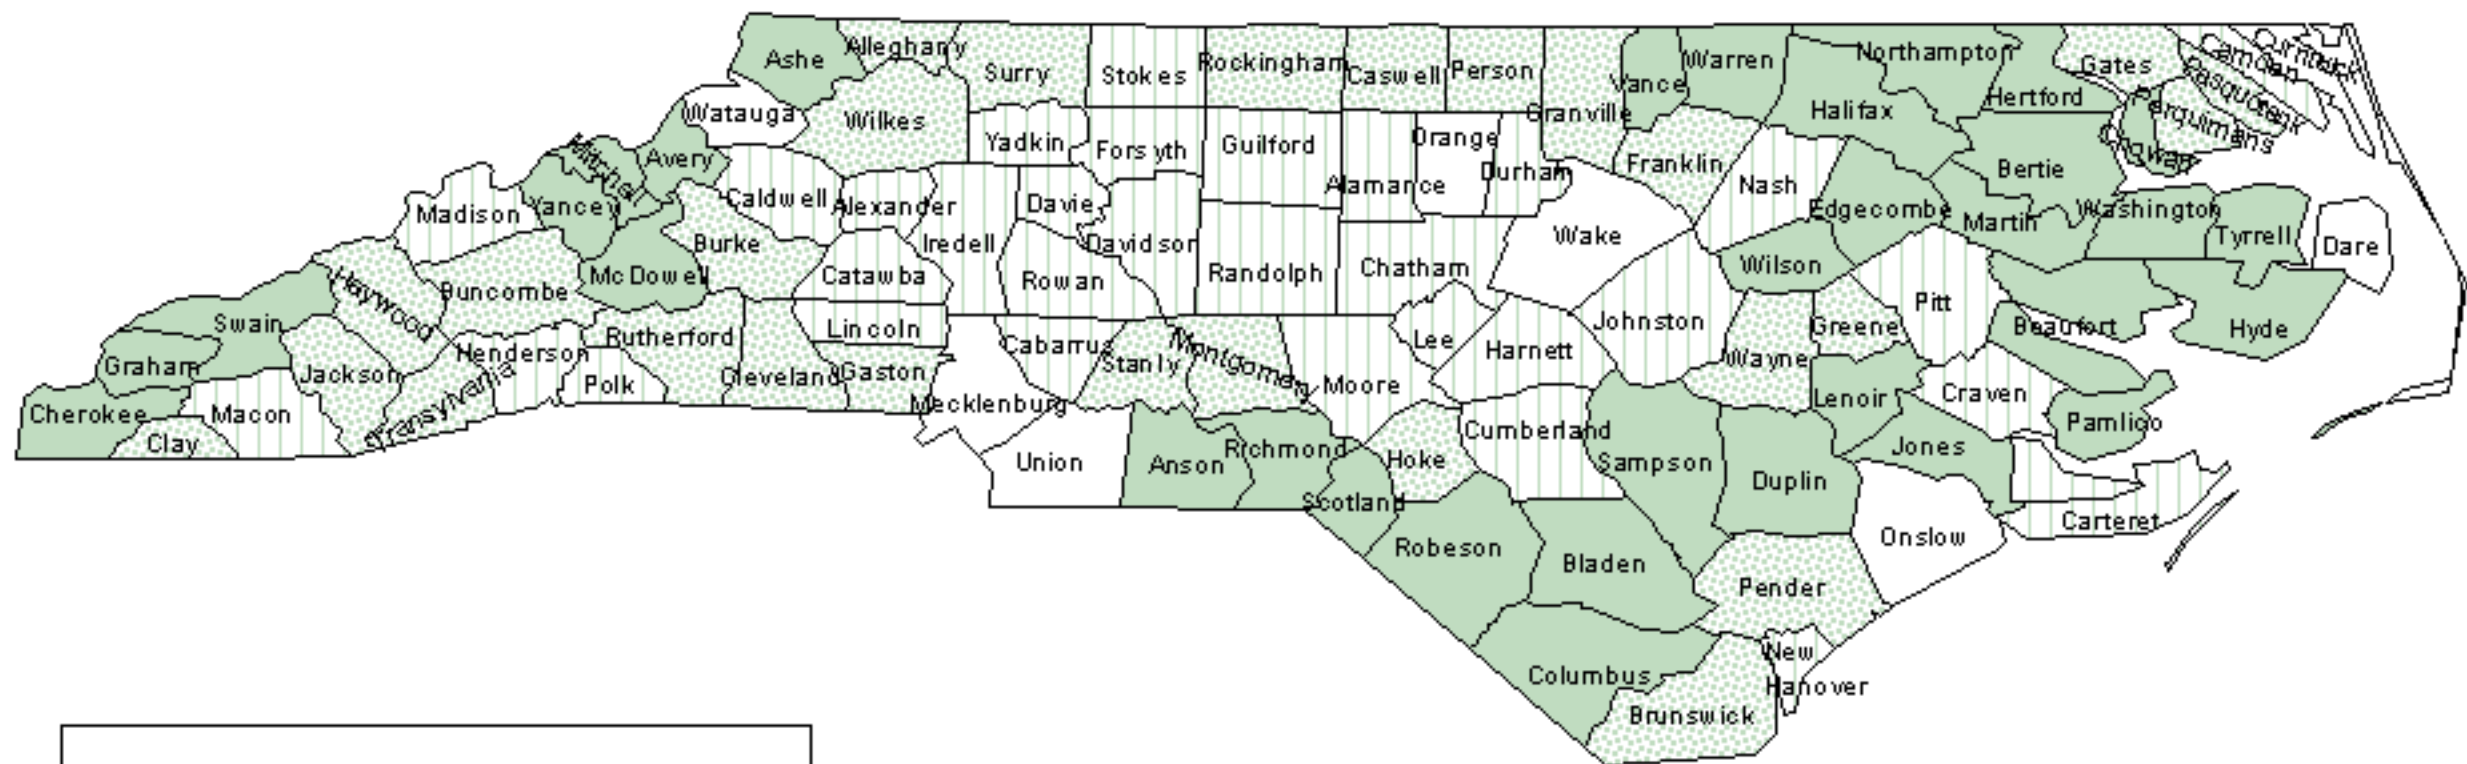 Ashe
Alleghany
Surry
Stokes
Rockingham
Caswell
Person
Granville
Vance
Warren
Northampton
Halifax
Hertford
Gates
Camden
Currituck
Pasquotank
Perquimans
Chowan
Watauga
Wilkes
Yadkin
Forsyth
Guilford
Alamance
Orange
Durham
Franklin
Nash
Edgecombe
Bertie
Martin
Washington
Tyrrell
Dare
Mitchell
Avery
Yancey
Madison
Caldwell
Alexander
Iredell
Davie
Davidson
Randolph
Chatham
Wake
Wilson
Burke
McDowell
Catawba
Rowan
Buncombe
Haywood
Swain
Graham
Cherokee
Clay
Macon
Jackson
Transylvania
Henderson
Polk
Rutherford
Cleveland
Lincoln
Gaston
Mecklenburg
Cabarrus
Stanly
Montgomery
Moore
Lee
Harnett
Johnston
Wayne
Greene
Pitt
Beaufort
Hyde
Lenoir
Craven
Pamlico
Jones
Carteret
Onslow
Union
Anson
Richmond
Scotland
Hoke
Cumberland
Sampson
Duplin
Robeson
Bladen
Pender
New
Hanover
Columbus
Brunswick